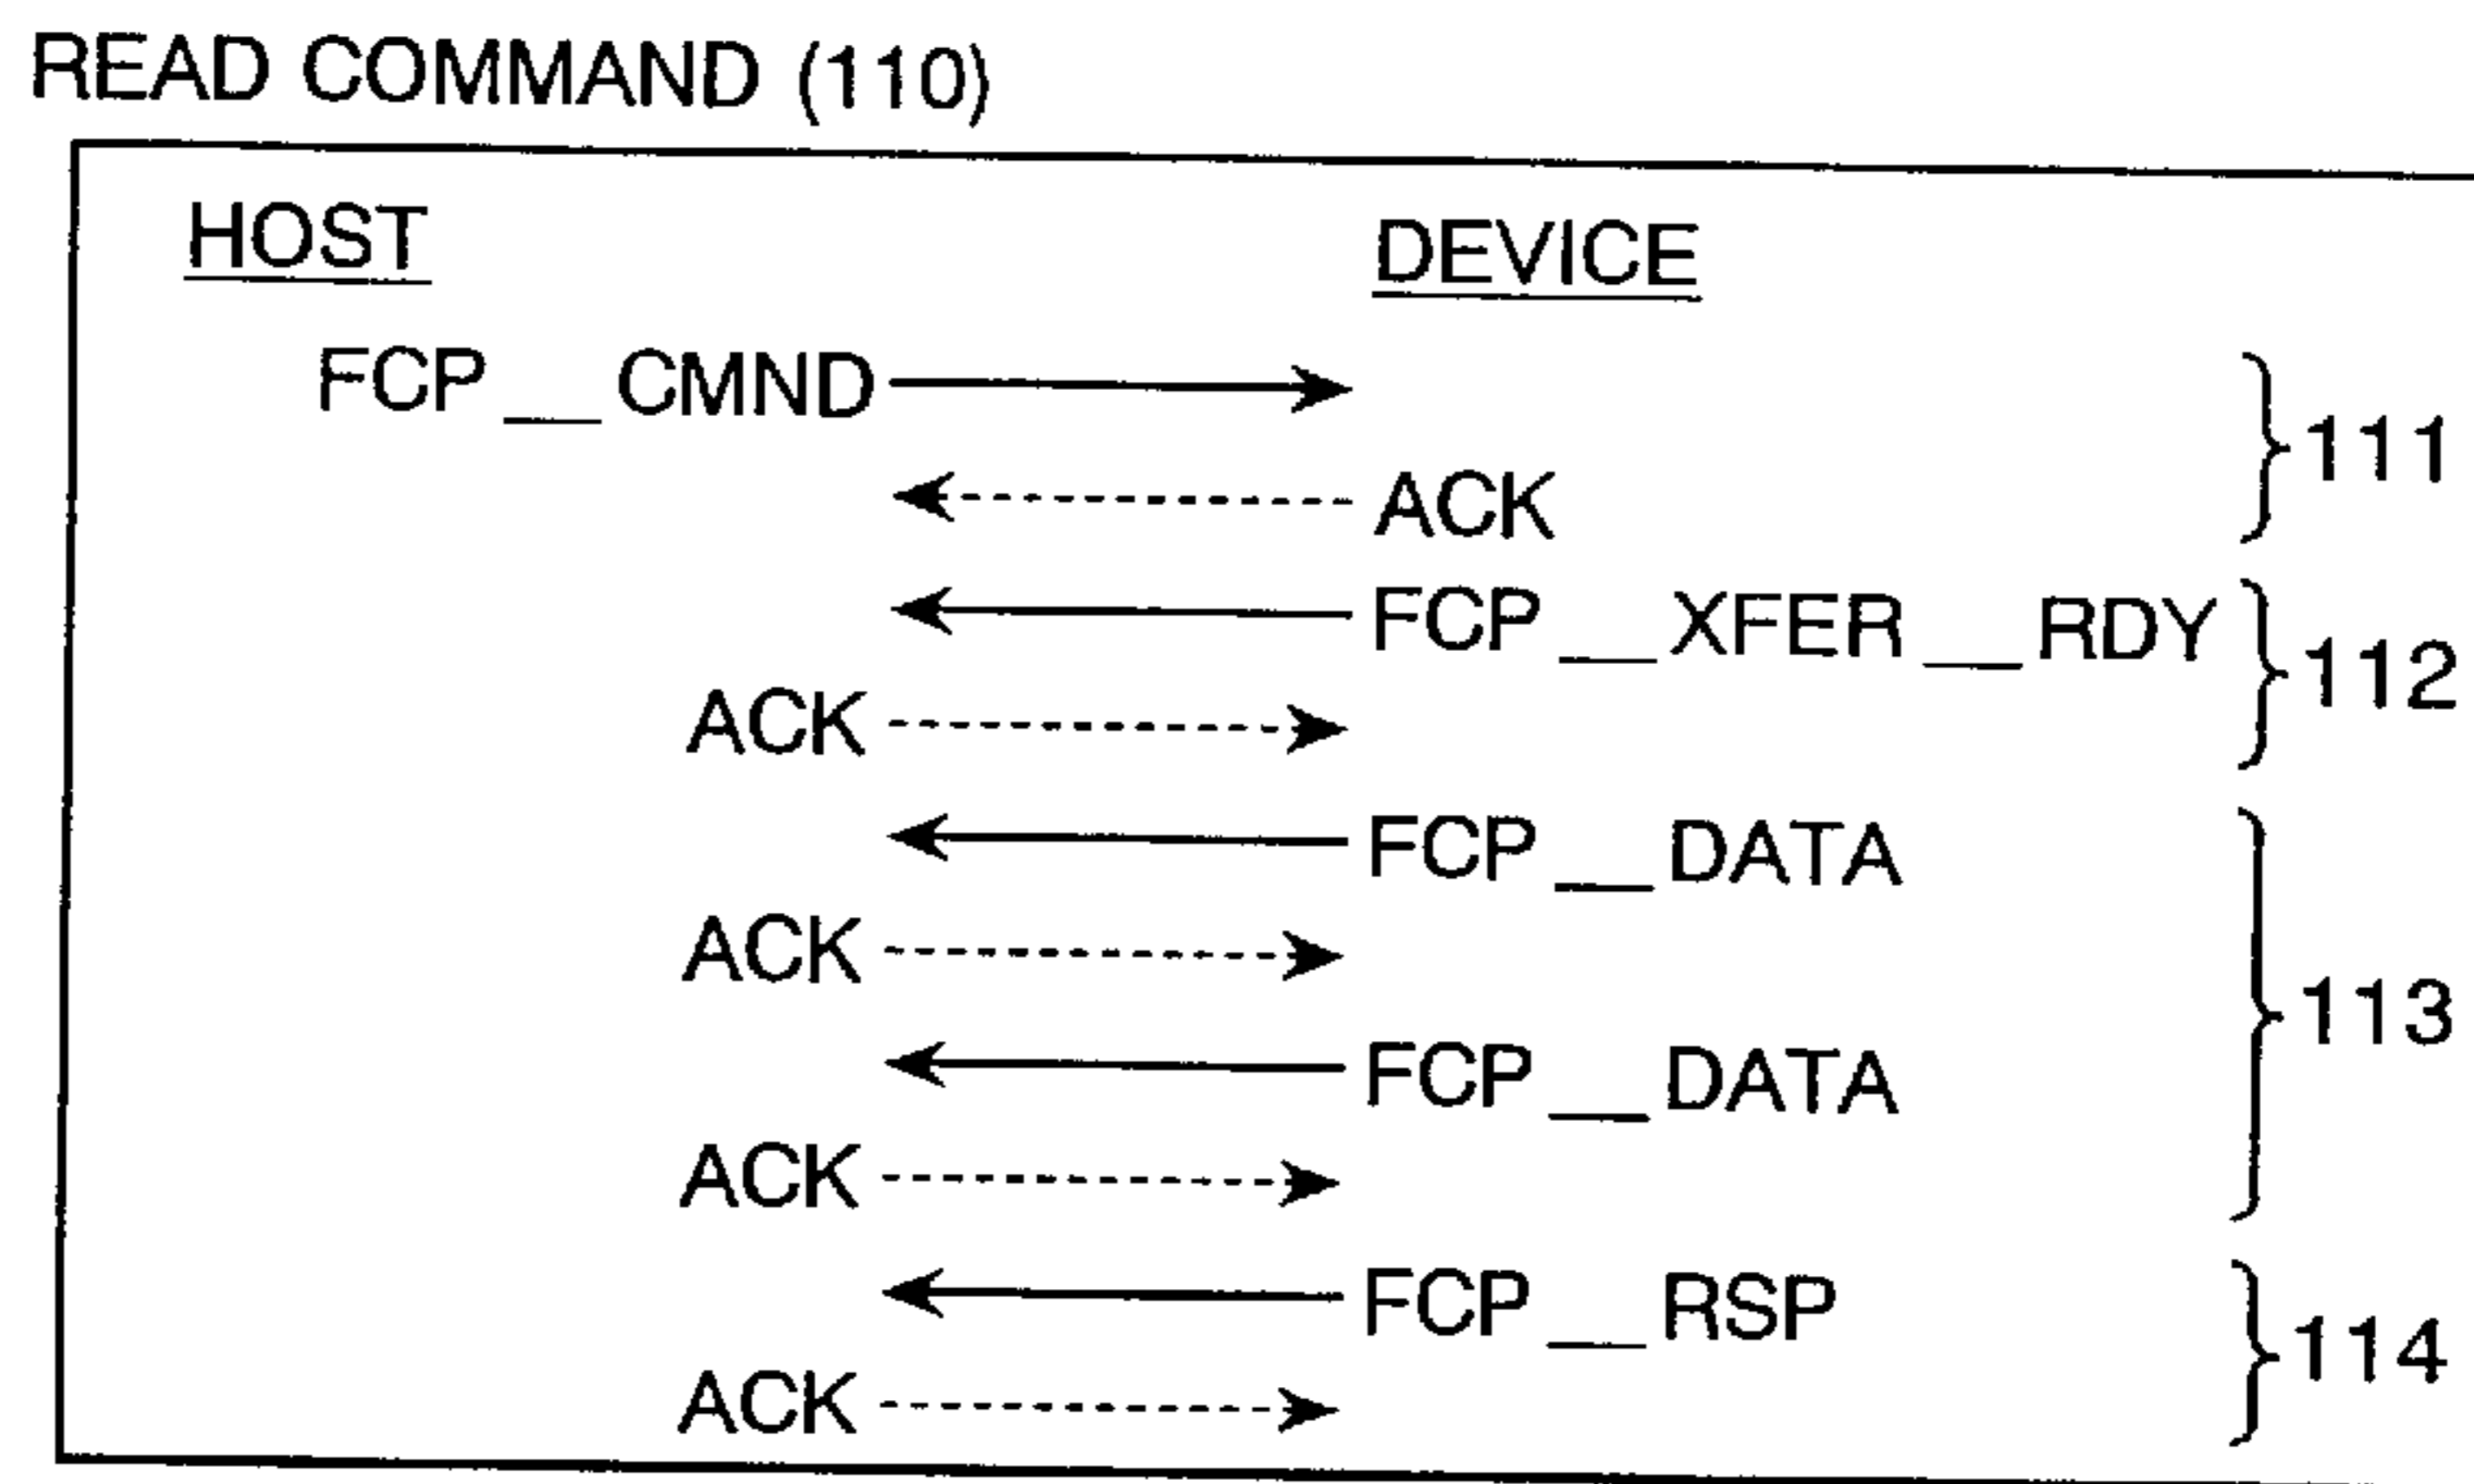 READ COMMAND (110)
HOST DEVICE
FCP__CMND
111
ACK
FCP__XFER__RDY
112
ACK
FCP__DATA
ACK
113
FCP__DATA
ACK
FCP__RSP
114
ACK